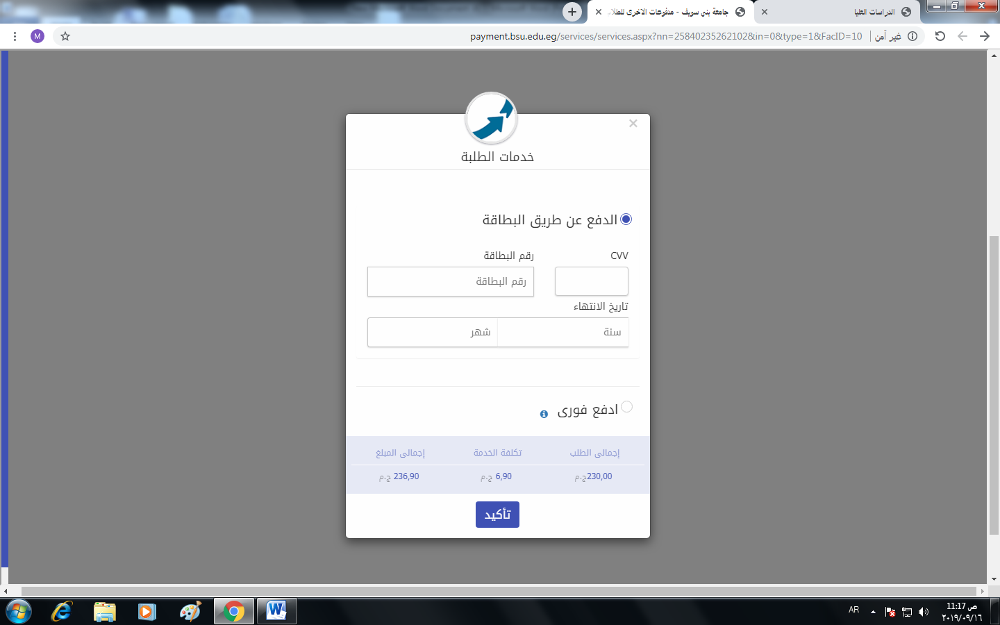 الدراسات العليا
جامعة بنى سويف - مدفوعات الاخرى للطلا
payment.bsu.edu.eg/services/services.aspx?nn=25840235262102&in=0&type=1&FacID=10
غير آمن
M
خدمات الطلبة
الدفع عن طريق البطاقة
CVV
رقم البطاقة
رقم البطاقة
تاريخ الانتهاء
سنة
شهر
ادفع فورى
إجمالى الطلب
تكلفة الخدمة
إجمالى المبلغ
230,00ج.م
6,90 ج.م
236,90 ج.م
تأكيد
AR
11:17 ص
٢٠١٩/٠٩/١٦